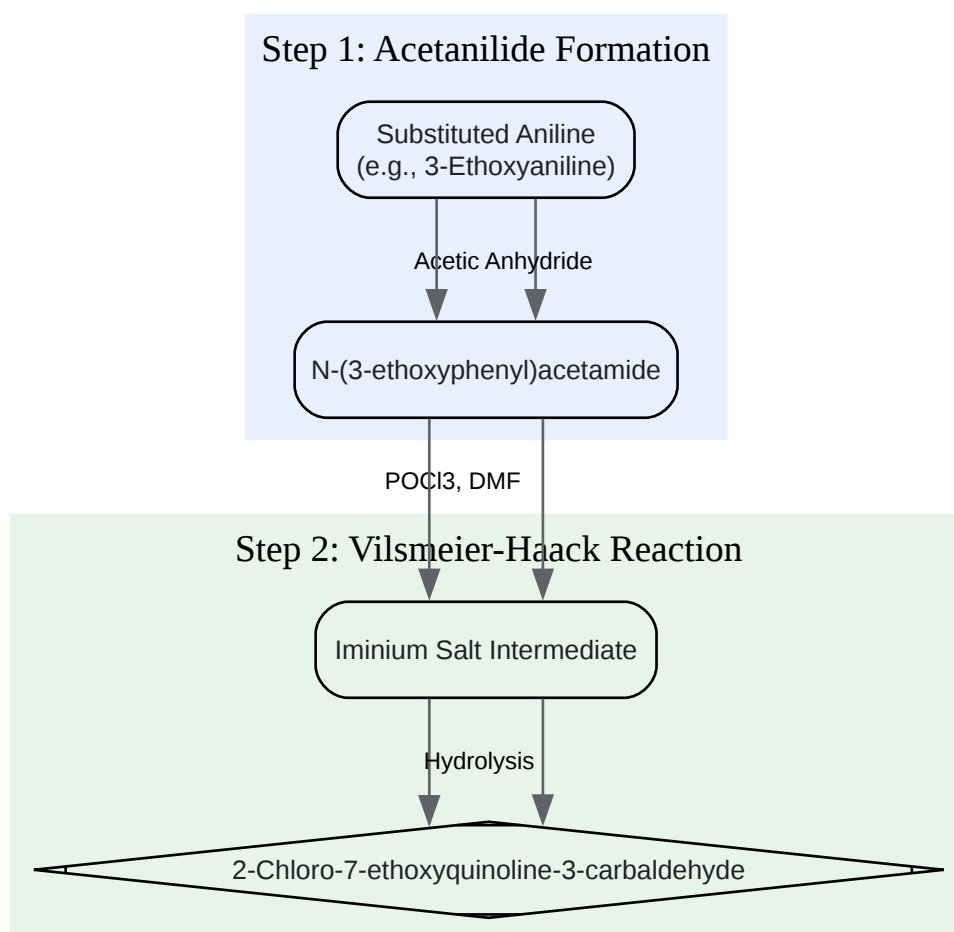 Step 1: Acetanilide Formation
Substituted Aniline
(e.g., 3-Ethoxyaniline)
Acetic Anhydride
N-(3-ethoxyphenyl)acetamide
POCl3, DMF
Step 2: Vilsmeier-Haack Reaction
Iminium Salt Intermediate
Hydrolysis
2-Chloro-7-ethoxyquinoline-3-carbaldehyde